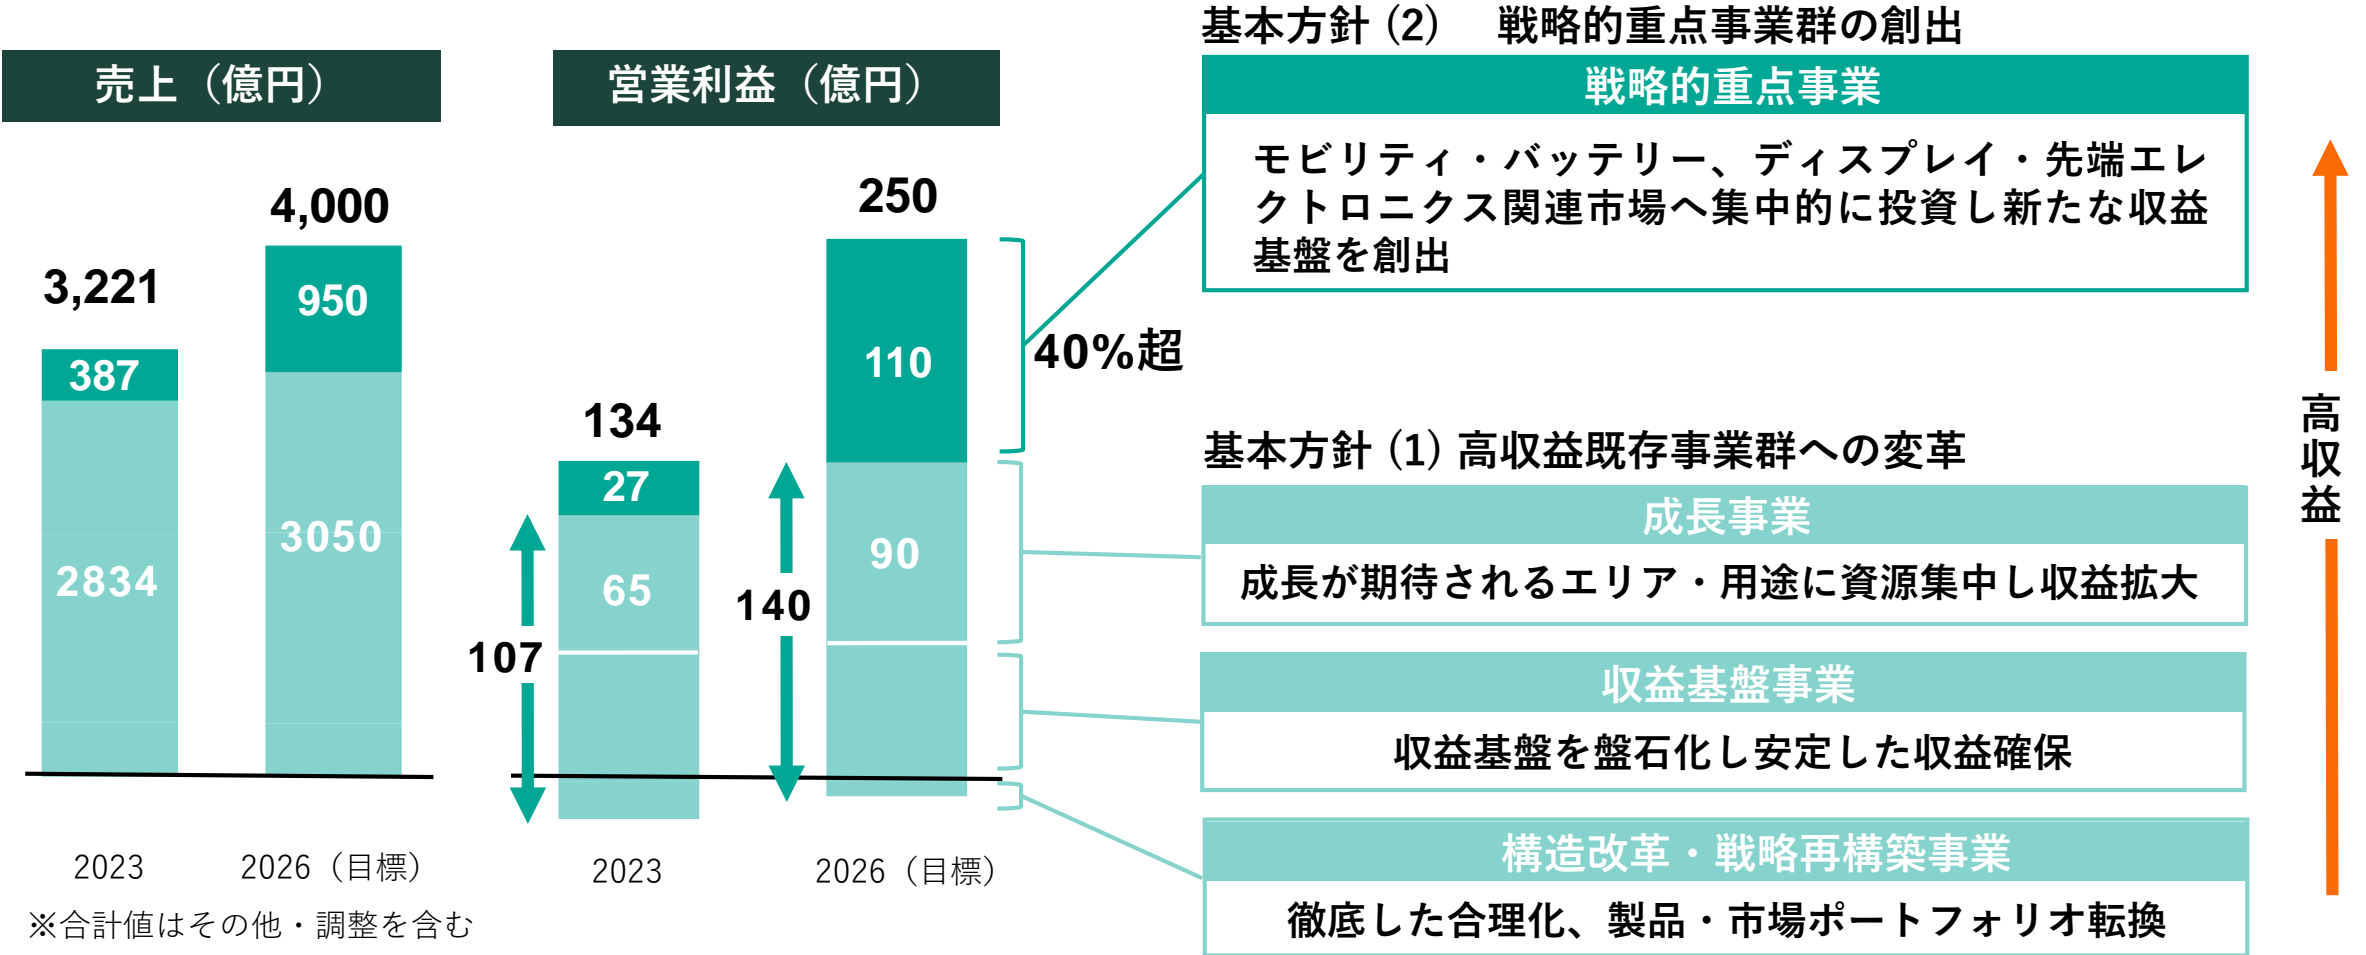 売上（億円）
3,221
387
2834
4,000
950
3050
2023
2026（目標）
※合計値はその他・調整を含む
営業利益（億円）
134
27
65
107
250
110
90
140
40%超
2023
2026（目標）
基本方針 (2)　戦略的重点事業群の創出
戦略的重点事業
モビリティ・バッテリー、ディスプレイ・先端エレ
クトロニクス関連市場へ集中的に投資し新たな収益
基盤を創出
基本方針 (1) 高収益既存事業群への変革
成長事業
成長が期待されるエリア・用途に資源集中し収益拡大
収益基盤事業
収益基盤を盤石化し安定した収益確保
構造改革・戦略再構築事業
徹底した合理化、製品・市場ポートフォリオ転換
高収益